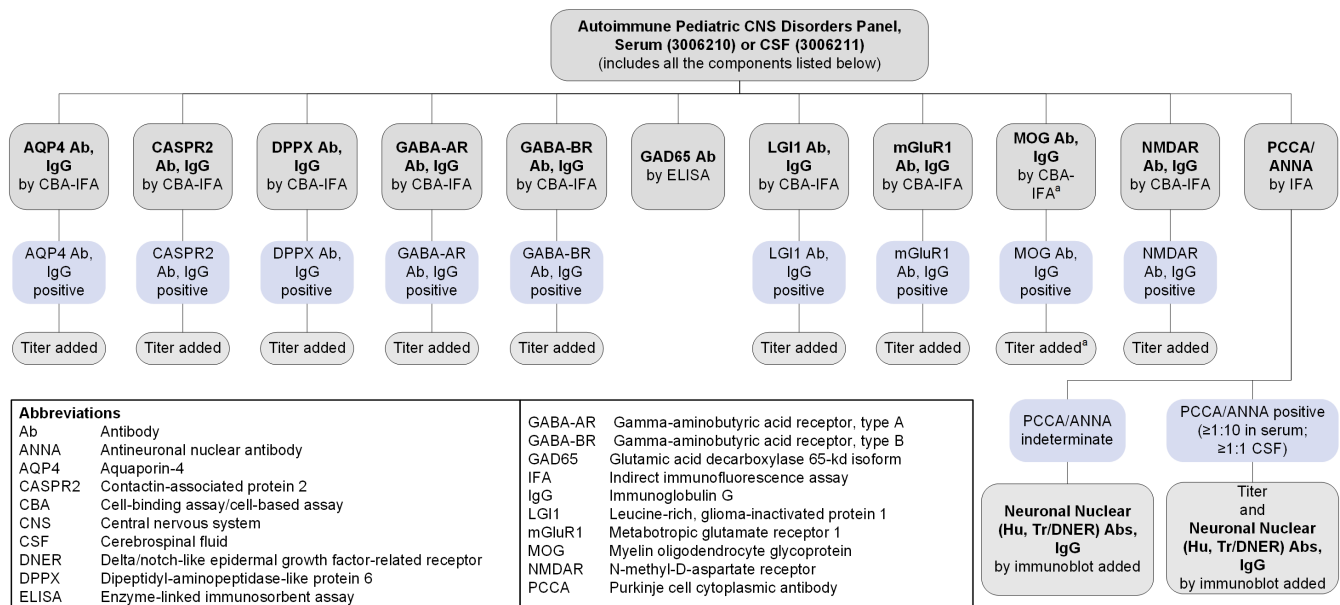 Autoimmune Pediatric CNS Disorders Panel,
Serum (3006210) or CSF (3006211)
(includes all the components listed below)
AQP4 Ab,
IgG
by CBA-IFA
CASPR2
Ab, IgG
by CBA-IFA
DPPX Ab,
IgG
by CBA-IFA
GABA-AR
Ab, IgG
by CBA-IFA
GABA-BR
Ab, IgG
by CBA-IFA
GAD65 Ab
by ELISA
LGI1 Ab,
IgG
by CBA-IFA
mGluR1
Ab, IgG
by CBA-IFA
MOG Ab,
IgG
by CBA-
IFAᵃ
NMDAR
Ab, IgG
by CBA-IFA
PCCA/
ANNA
by IFA
AQP4 Ab,
IgG
positive
CASPR2
Ab, IgG
positive
DPPX Ab,
IgG
positive
GABA-AR
Ab, IgG
positive
GABA-BR
Ab, IgG
positive
LGI1 Ab,
IgG
positive
mGluR1
Ab, IgG
positive
MOG Ab,
IgG
positive
NMDAR
Ab, IgG
positive
Titer added
Titer added
Titer added
Titer added
Titer added
Titer added
Titer added
Titer addedᵃ
Titer added
PCCA/ANNA
indeterminate
PCCA/ANNA positive
(≥1:10 in serum;
≥1:1 CSF)
Neuronal Nuclear
(Hu, Tr/DNER) Abs,
IgG
by immunoblot added
Titer
and
Neuronal Nuclear
(Hu, Tr/DNER) Abs,
IgG
by immunoblot added
Abbreviations
Ab Antibody
ANNA Antineuronal nuclear antibody
AQP4 Aquaporin-4
CASPR2 Contactin-associated protein 2
CBA Cell-binding assay/cell-based assay
CNS Central nervous system
CSF Cerebrospinal fluid
DNER Delta/notch-like epidermal growth factor-related receptor
DPPX Dipeptidyl-aminopeptidase-like protein 6
ELISA Enzyme-linked immunosorbent assay
GABA-AR Gamma-aminobutyric acid receptor, type A
GABA-BR Gamma-aminobutyric acid receptor, type B
GAD65 Glutamic acid decarboxylase 65-kd isoform
IFA Indirect immunofluorescence assay
IgG Immunoglobulin G
LGI1 Leucine-rich, glioma-inactivated protein 1
mGluR1 Metabotropic glutamate receptor 1
MOG Myelin oligodendrocyte glycoprotein
NMDAR N-methyl-D-aspartate receptor
PCCA Purkinje cell cytoplasmic antibody